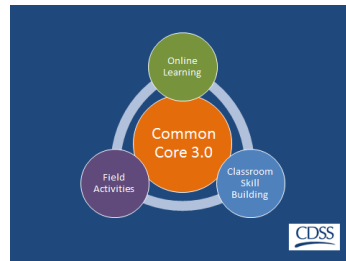 Online
Learning
Common
Core 3.0
Field
Activities
Classroom
Skill
Building
CDSS